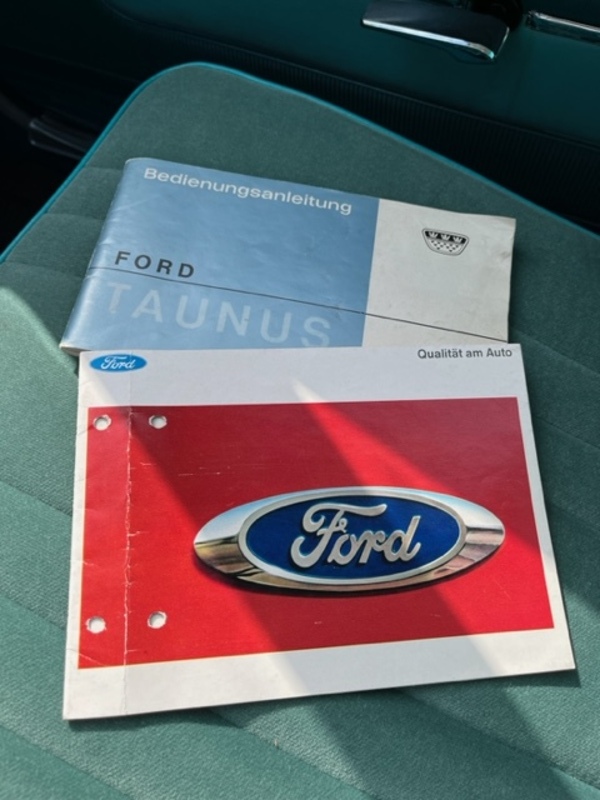 Bedienungsanleitung
FORD
TAUNUS
Ford
Qualität am Auto
Ford